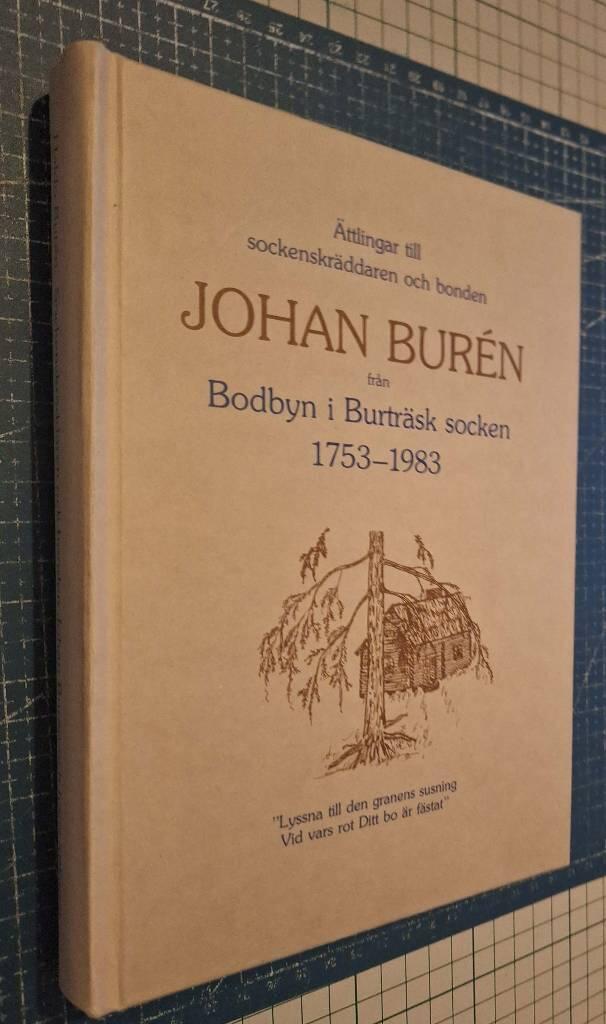 Ättlingar till
sockenskräddaren och bonden
JOHAN BURÉN
från
Bodbyn i Burträsk socken
1753–1983
"Lyssna till den granens susning
Vid vars rot Ditt bo är fästat"